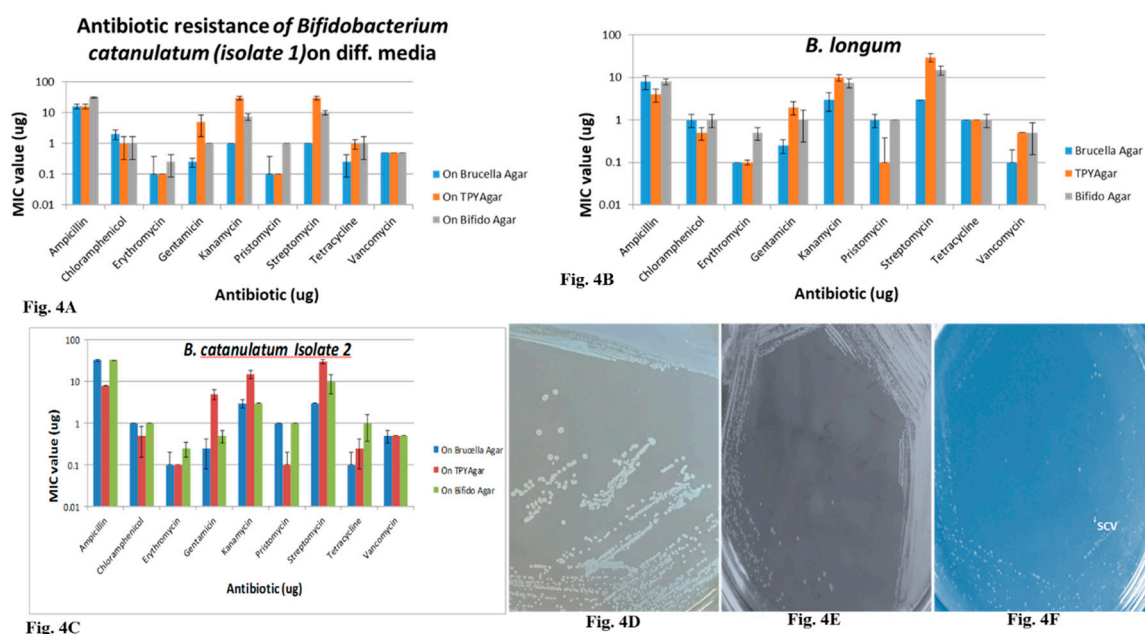 Antibiotic resistance of Bifidobacterium
catanulatum (isolate 1)on diff. media
MIC value (ug)
100
10
1
0.1
0.01
Ampicillin
Chloramphenicol
Erythromycin
Gentamicin
Kanamycin
Pristomycin
Streptomycin
Tetracycline
Vancomycin
On Brucella Agar
On TPYAgar
On Bifido Agar
Antibiotic (ug)
Fig. 4A
B. longum
MIC value (ug)
100
10
1
0.1
0.01
Ampicillin
Chloramphenicol
Erythromycin
Gentamicin
Kanamycin
Pristomycin
Streptomycin
Tetracycline
Vancomycin
Brucella Agar
TPYAgar
Bifido Agar
Antibiotic (ug)
Fig. 4B
B. catanulatum Isolate 2
MIC value (ug)
100
10
1
0.1
0.01
Ampicillin
Chloramphenicol
Erythromycin
Gentamicin
Kanamycin
Pristomycin
Streptomycin
Tetracycline
Vancomycin
On Brucella Agar
On TPYAgar
On Bifido Agar
Antibiotic (ug)
Fig. 4C
Fig. 4D
Fig. 4E
SCV
Fig. 4F